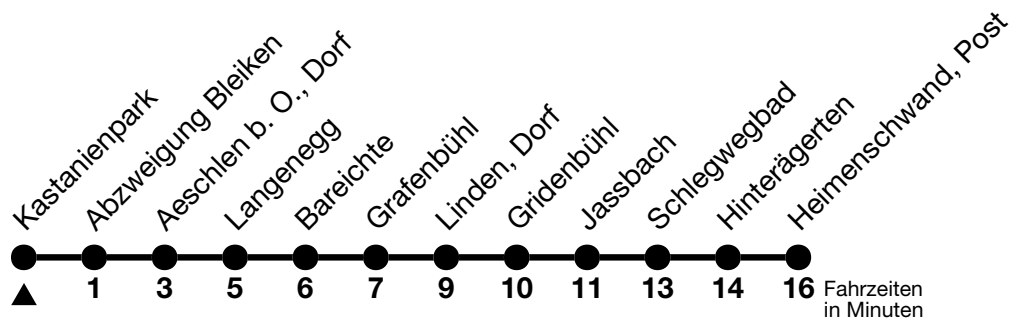 Kastanienpark
Abzweigung Bleiken
Aeschlen b. O., Dorf
Langenegg
Bareichte
Grafenbühl
Linden, Dorf
Gridenbühl
Jassbach
Schlegwegbad
Hinterägerten
Heimenschwand, Post
1 3 5 6 7 9 10 11 13 14 16 Fahrzeiten
in Minuten